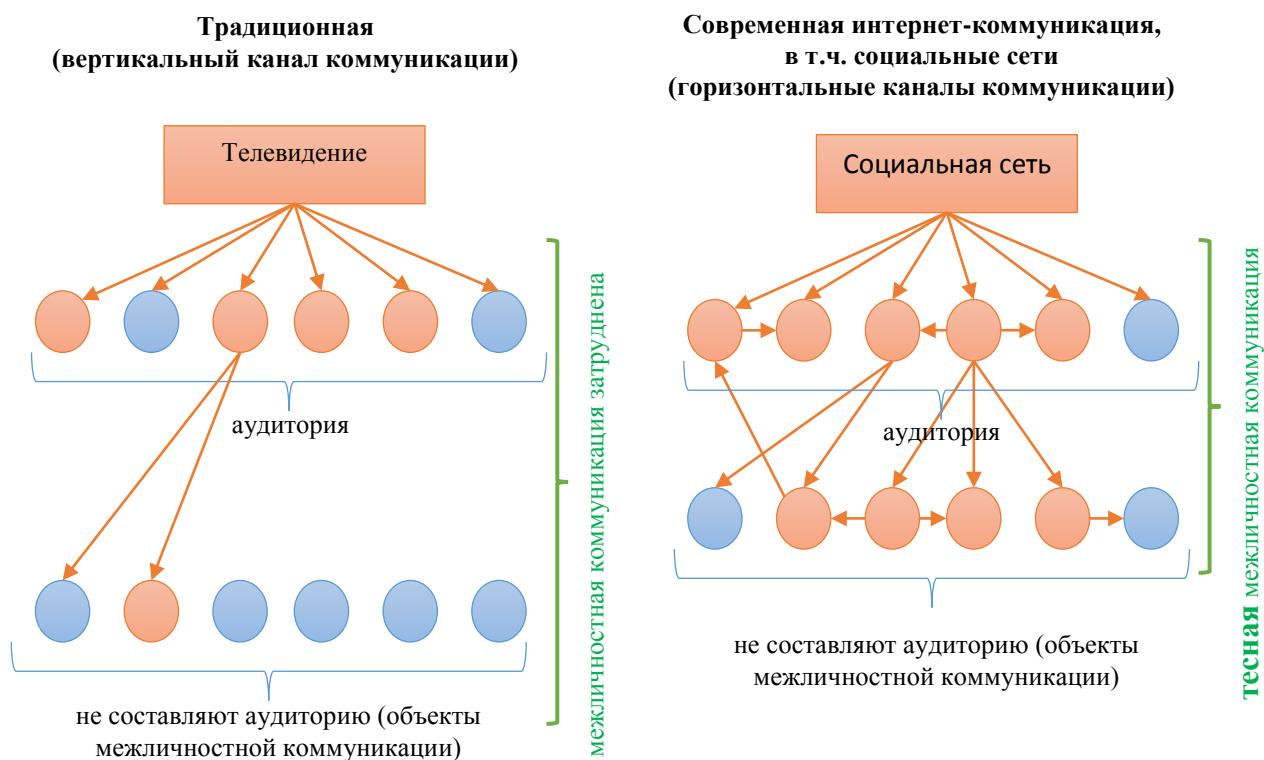 Традиционная
(вертикальный канал коммуникации)
Телевидение
аудитория
не составляют аудиторию (объекты
межличностной коммуникации)
межличностная коммуникация затруднена
Современная интернет-коммуникация,
в т.ч. социальные сети
(горизонтальные каналы коммуникации)
Социальная сеть
аудитория
не составляют аудиторию (объекты
межличностной коммуникации)
тесная межличностная коммуникация